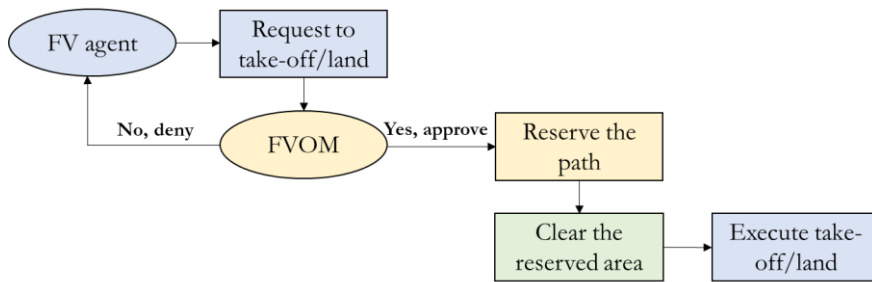 FV agent
Request to
take-off/land
No, deny
FVOM
Yes, approve
Reserve the
path
Clear the
reserved area
Execute take-
off/land